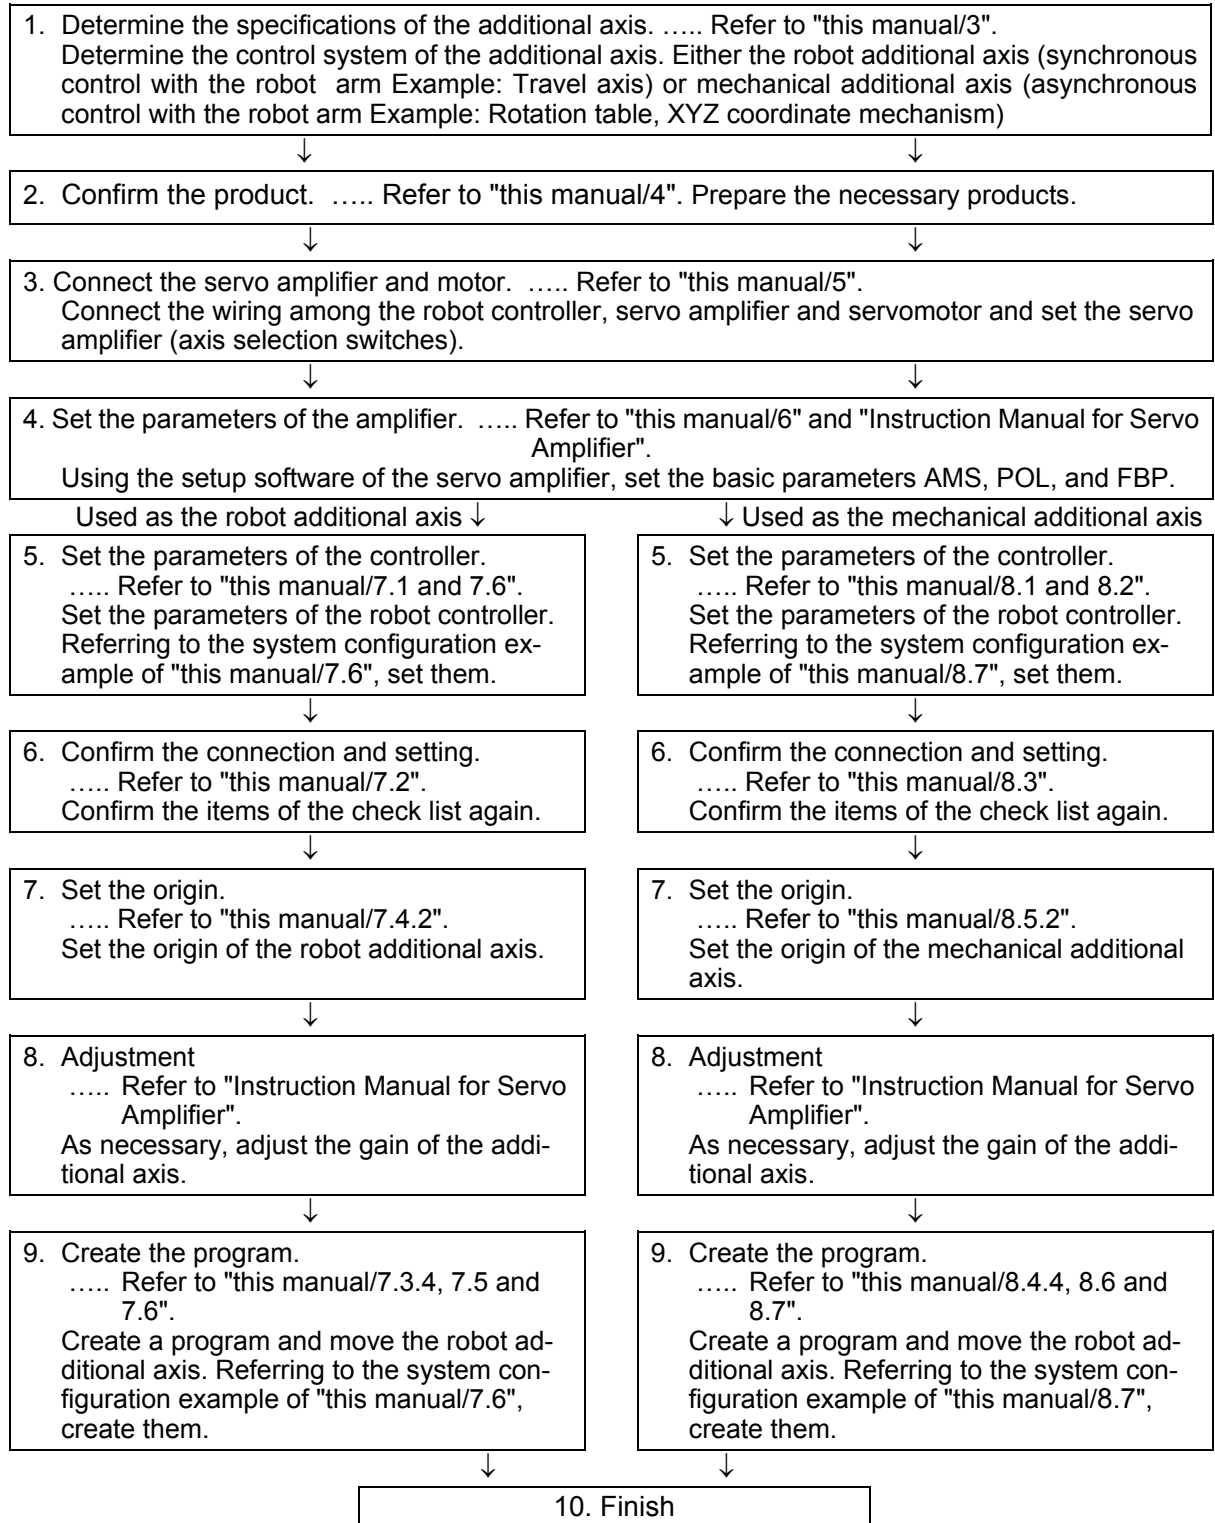 1. Determine the specifications of the additional axis. ….. Refer to "this manual/3".
Determine the control system of the additional axis. Either the robot additional axis (synchronous
control with the robot arm Example: Travel axis) or mechanical additional axis (asynchronous
control with the robot arm Example: Rotation table, XYZ coordinate mechanism)
↓ ↓
2. Confirm the product. ….. Refer to "this manual/4". Prepare the necessary products.
↓ ↓
3. Connect the servo amplifier and motor. ….. Refer to "this manual/5".
Connect the wiring among the robot controller, servo amplifier and servomotor and set the servo
amplifier (axis selection switches).
↓ ↓
4. Set the parameters of the amplifier. ….. Refer to "this manual/6" and "Instruction Manual for Servo
Amplifier".
Using the setup software of the servo amplifier, set the basic parameters AMS, POL, and FBP.
Used as the robot additional axis ↓
5. Set the parameters of the controller.
….. Refer to "this manual/7.1 and 7.6".
Set the parameters of the robot controller.
Referring to the system configuration ex-
ample of "this manual/7.6", set them.
↓
6. Confirm the connection and setting.
….. Refer to "this manual/7.2".
Confirm the items of the check list again.
↓
7. Set the origin.
….. Refer to "this manual/7.4.2".
Set the origin of the robot additional axis.
↓
8. Adjustment
….. Refer to "Instruction Manual for Servo
Amplifier".
As necessary, adjust the gain of the addi-
tional axis.
↓
9. Create the program.
….. Refer to "this manual/7.3.4, 7.5 and
7.6".
Create a program and move the robot ad-
ditional axis. Referring to the system con-
figuration example of "this manual/7.6",
create them.
↓
↓ Used as the mechanical additional axis
5. Set the parameters of the controller.
….. Refer to "this manual/8.1 and 8.2".
Set the parameters of the robot controller.
Referring to the system configuration ex-
ample of "this manual/8.7", set them.
↓
6. Confirm the connection and setting.
….. Refer to "this manual/8.3".
Confirm the items of the check list again.
↓
7. Set the origin.
….. Refer to "this manual/8.5.2".
Set the origin of the mechanical additional
axis.
↓
8. Adjustment
….. Refer to "Instruction Manual for Servo
Amplifier".
As necessary, adjust the gain of the addi-
tional axis.
↓
9. Create the program.
….. Refer to "this manual/8.4.4, 8.6 and
8.7".
Create a program and move the robot ad-
ditional axis. Referring to the system con-
figuration example of "this manual/8.7",
create them.
↓
10. Finish